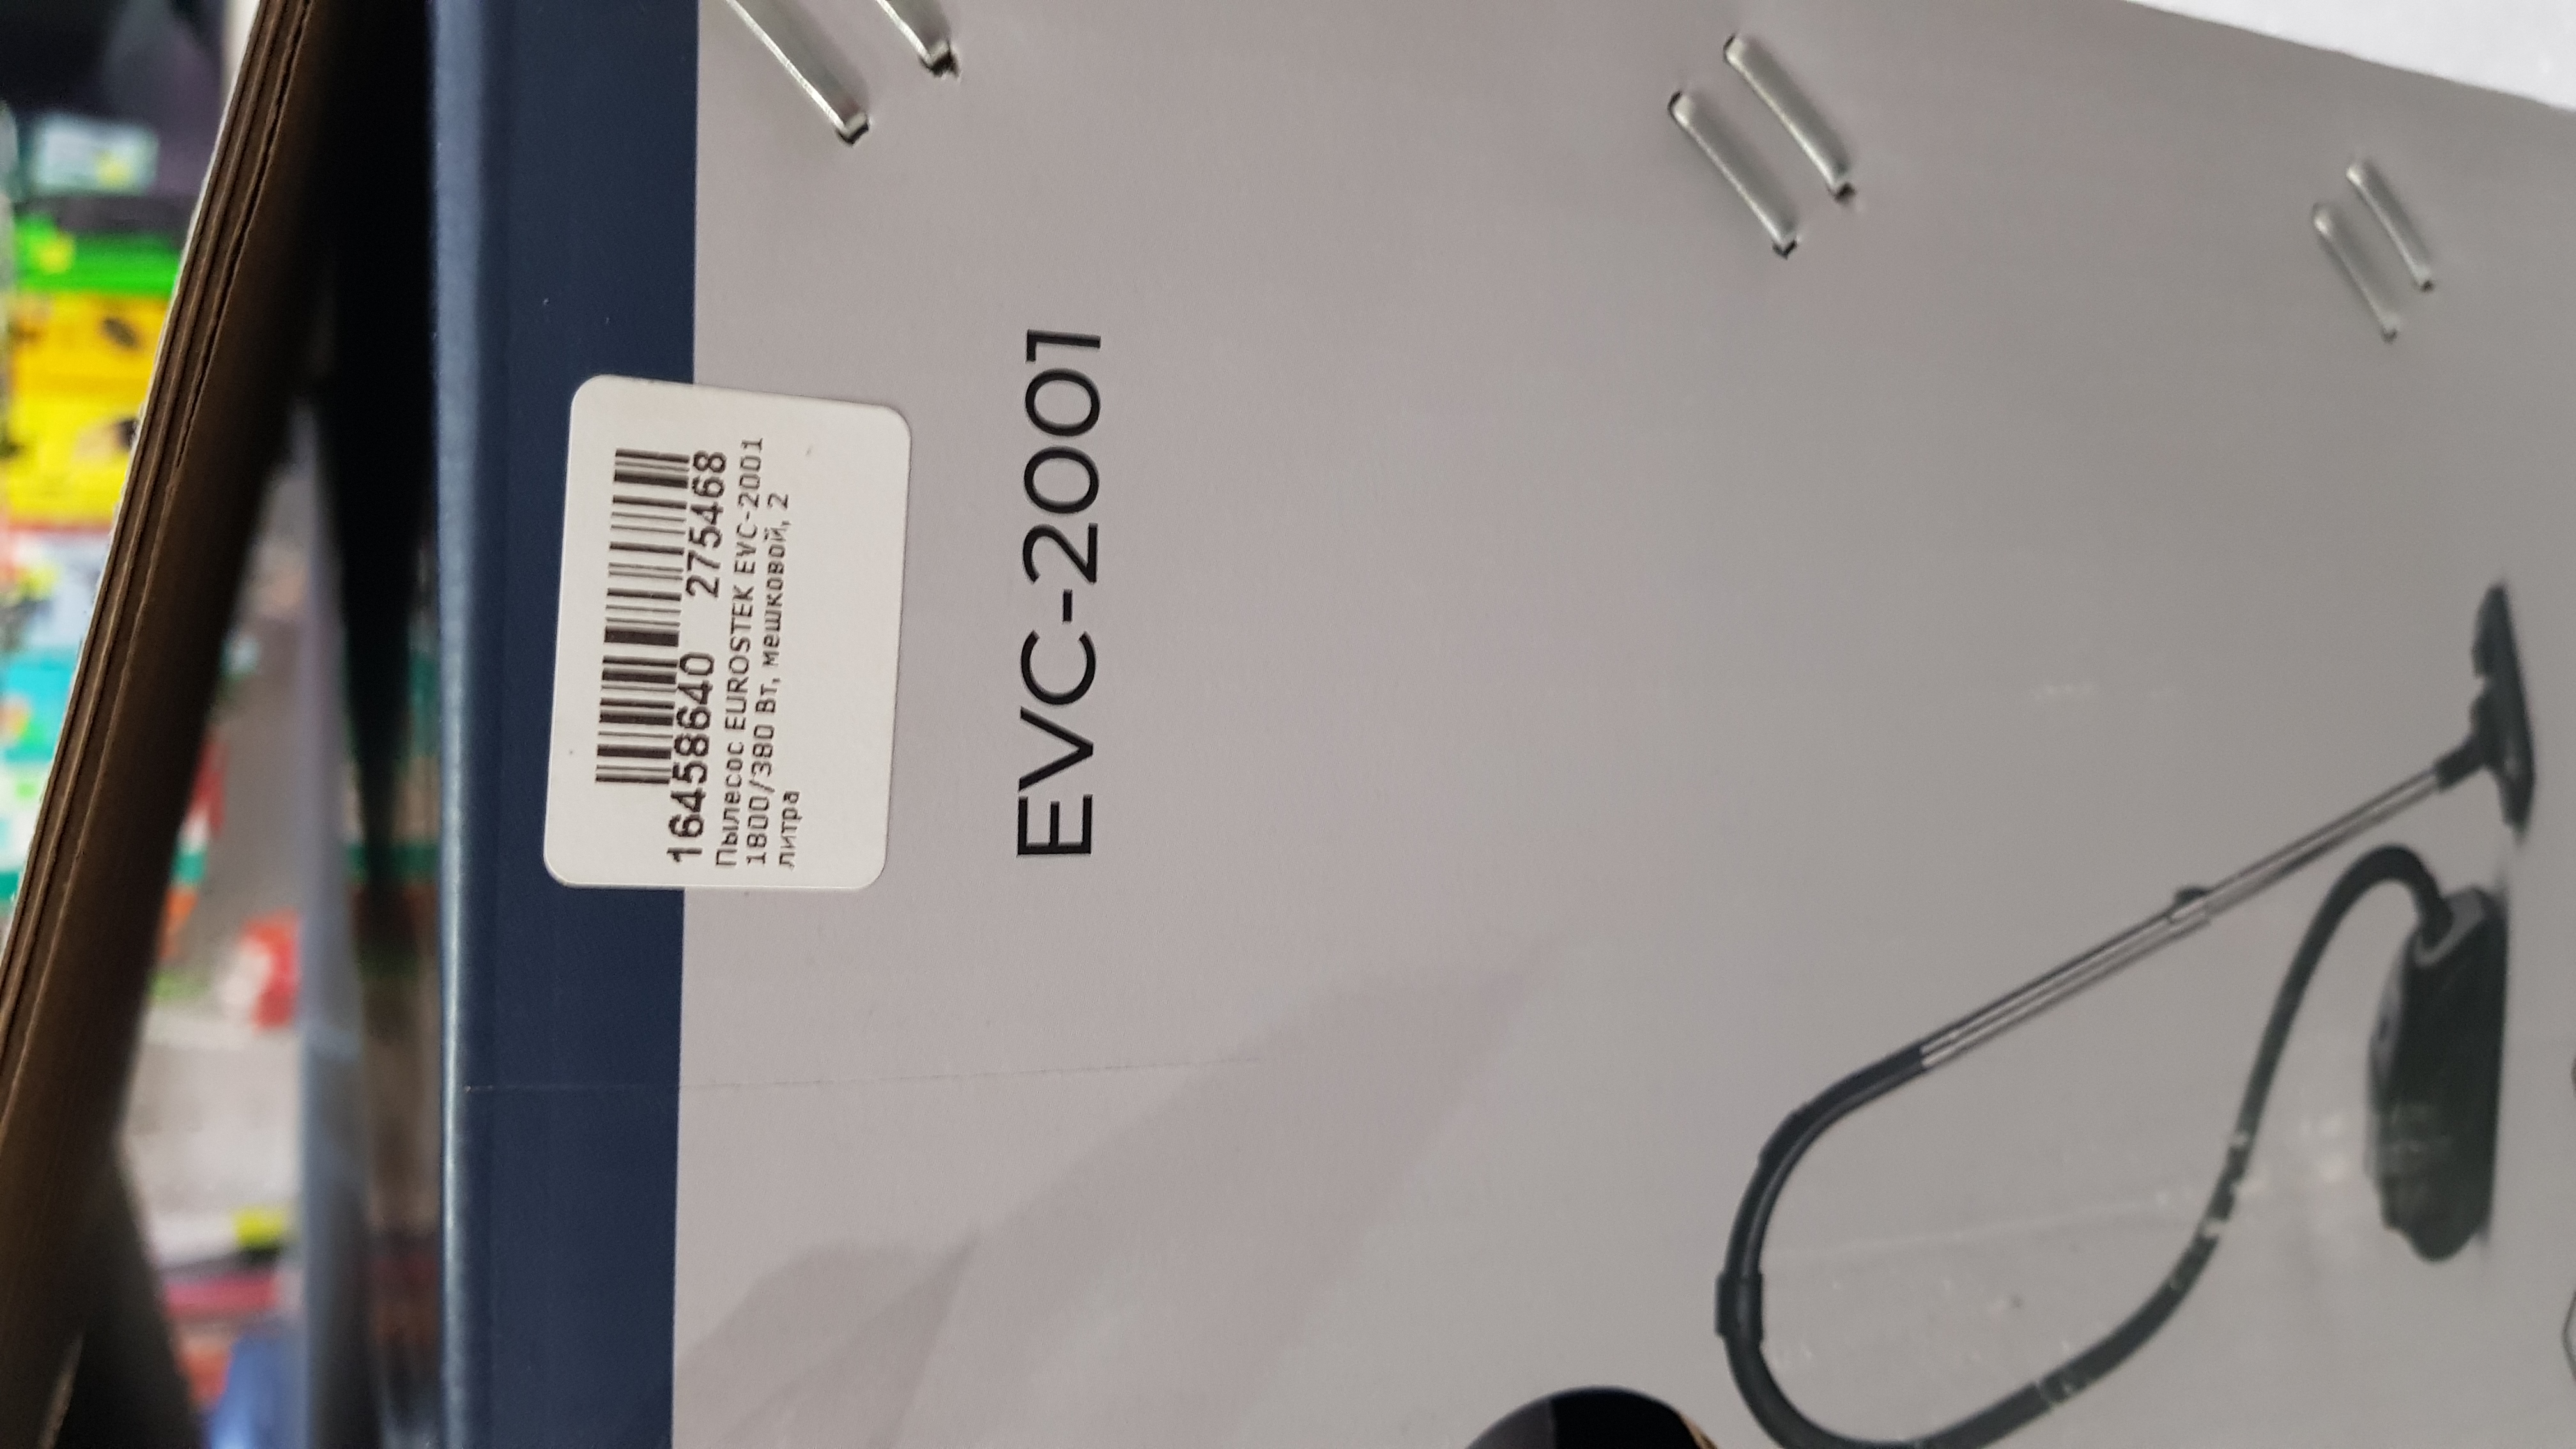 16458640 275468
Пылесос EUROSTEK EVC-2001
1800/380 Вт, мешковой, 2
литра
EVC-2001